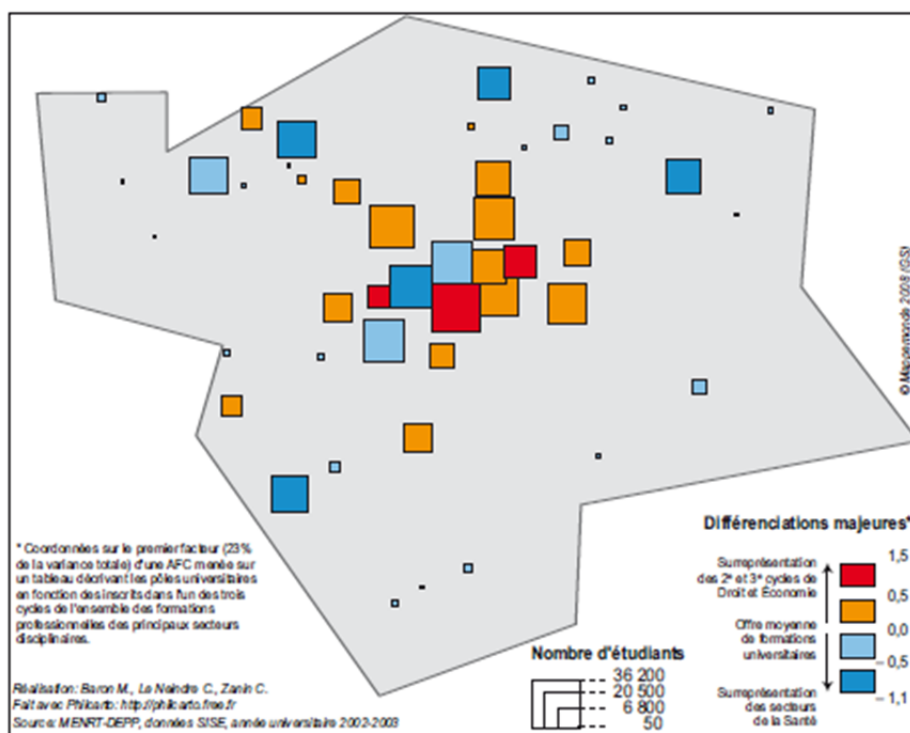 © Mappemonde 2008 (GS)
* Coordonnées sur le premier facteur (23%
de la variance totale) d'une AFC menée sur
un tableau décrivant les pôles universitaires
en fonction des inscrits dans l'un des trois
cycles de l'ensemble des formations
professionnelles des principaux secteurs
disciplinaires.
Réalisation: Baron M., Le Neindre C., Zanin C.
Fait avec Philcarto: http://philcarto.free.fr
Source: MENRT-DEPP, données SISE, année universitaire 2002-2003
Nombre d'étudiants
36 200
20 500
6 800
50
Différenciations majeures*
Surreprésentation
des 2e et 3e cycles de
Droit et Économie
Offre moyenne
de formations
universitaires
Surreprésentation
des secteurs
de la Santé
1,5
0,5
0,0
– 0,5
– 1,1